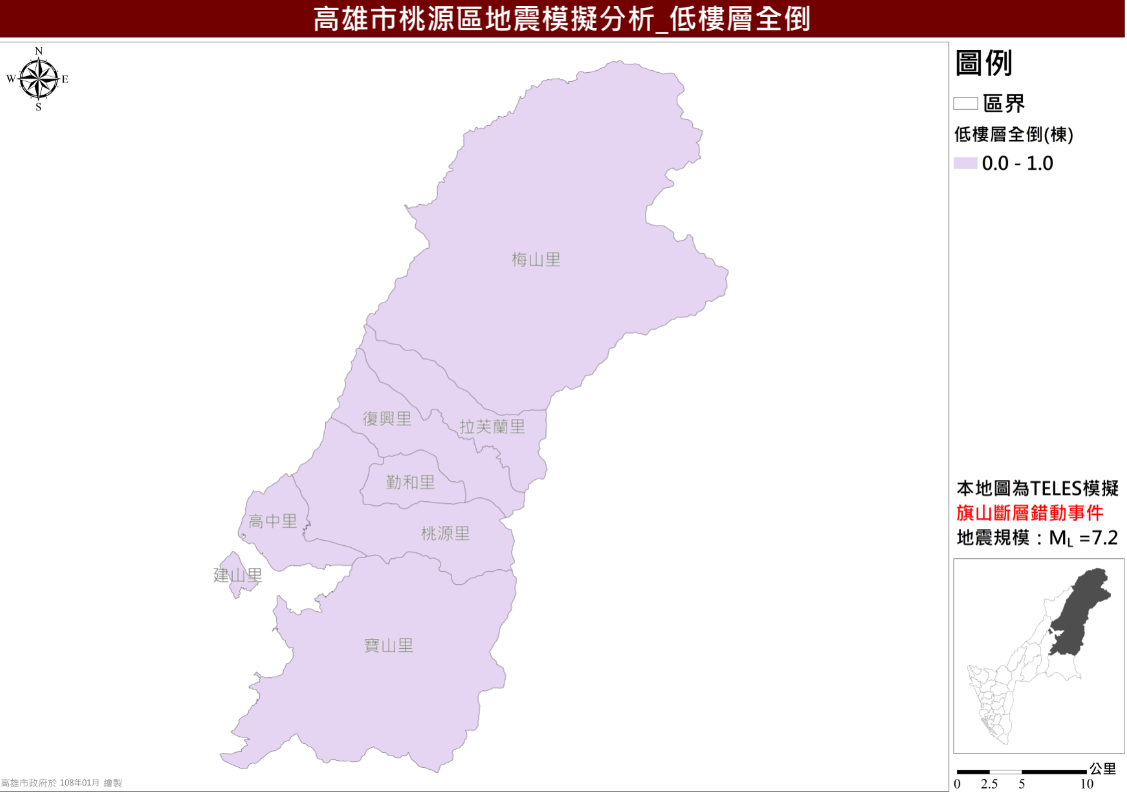 高雄市桃源區地震模擬分析_低樓層全倒
N
W
E
S
圖例
區界
低樓層全倒(棟)
0.0 - 1.0
梅山里
復興里
拉芙蘭里
勤和里
高中里
桃源里
建山里
寶山里
本地圖為TELES模擬
旗山斷層錯動事件
地震規模：ML =7.2
公里
0 2.5 5 10
高雄市政府於 108年01月 繪製